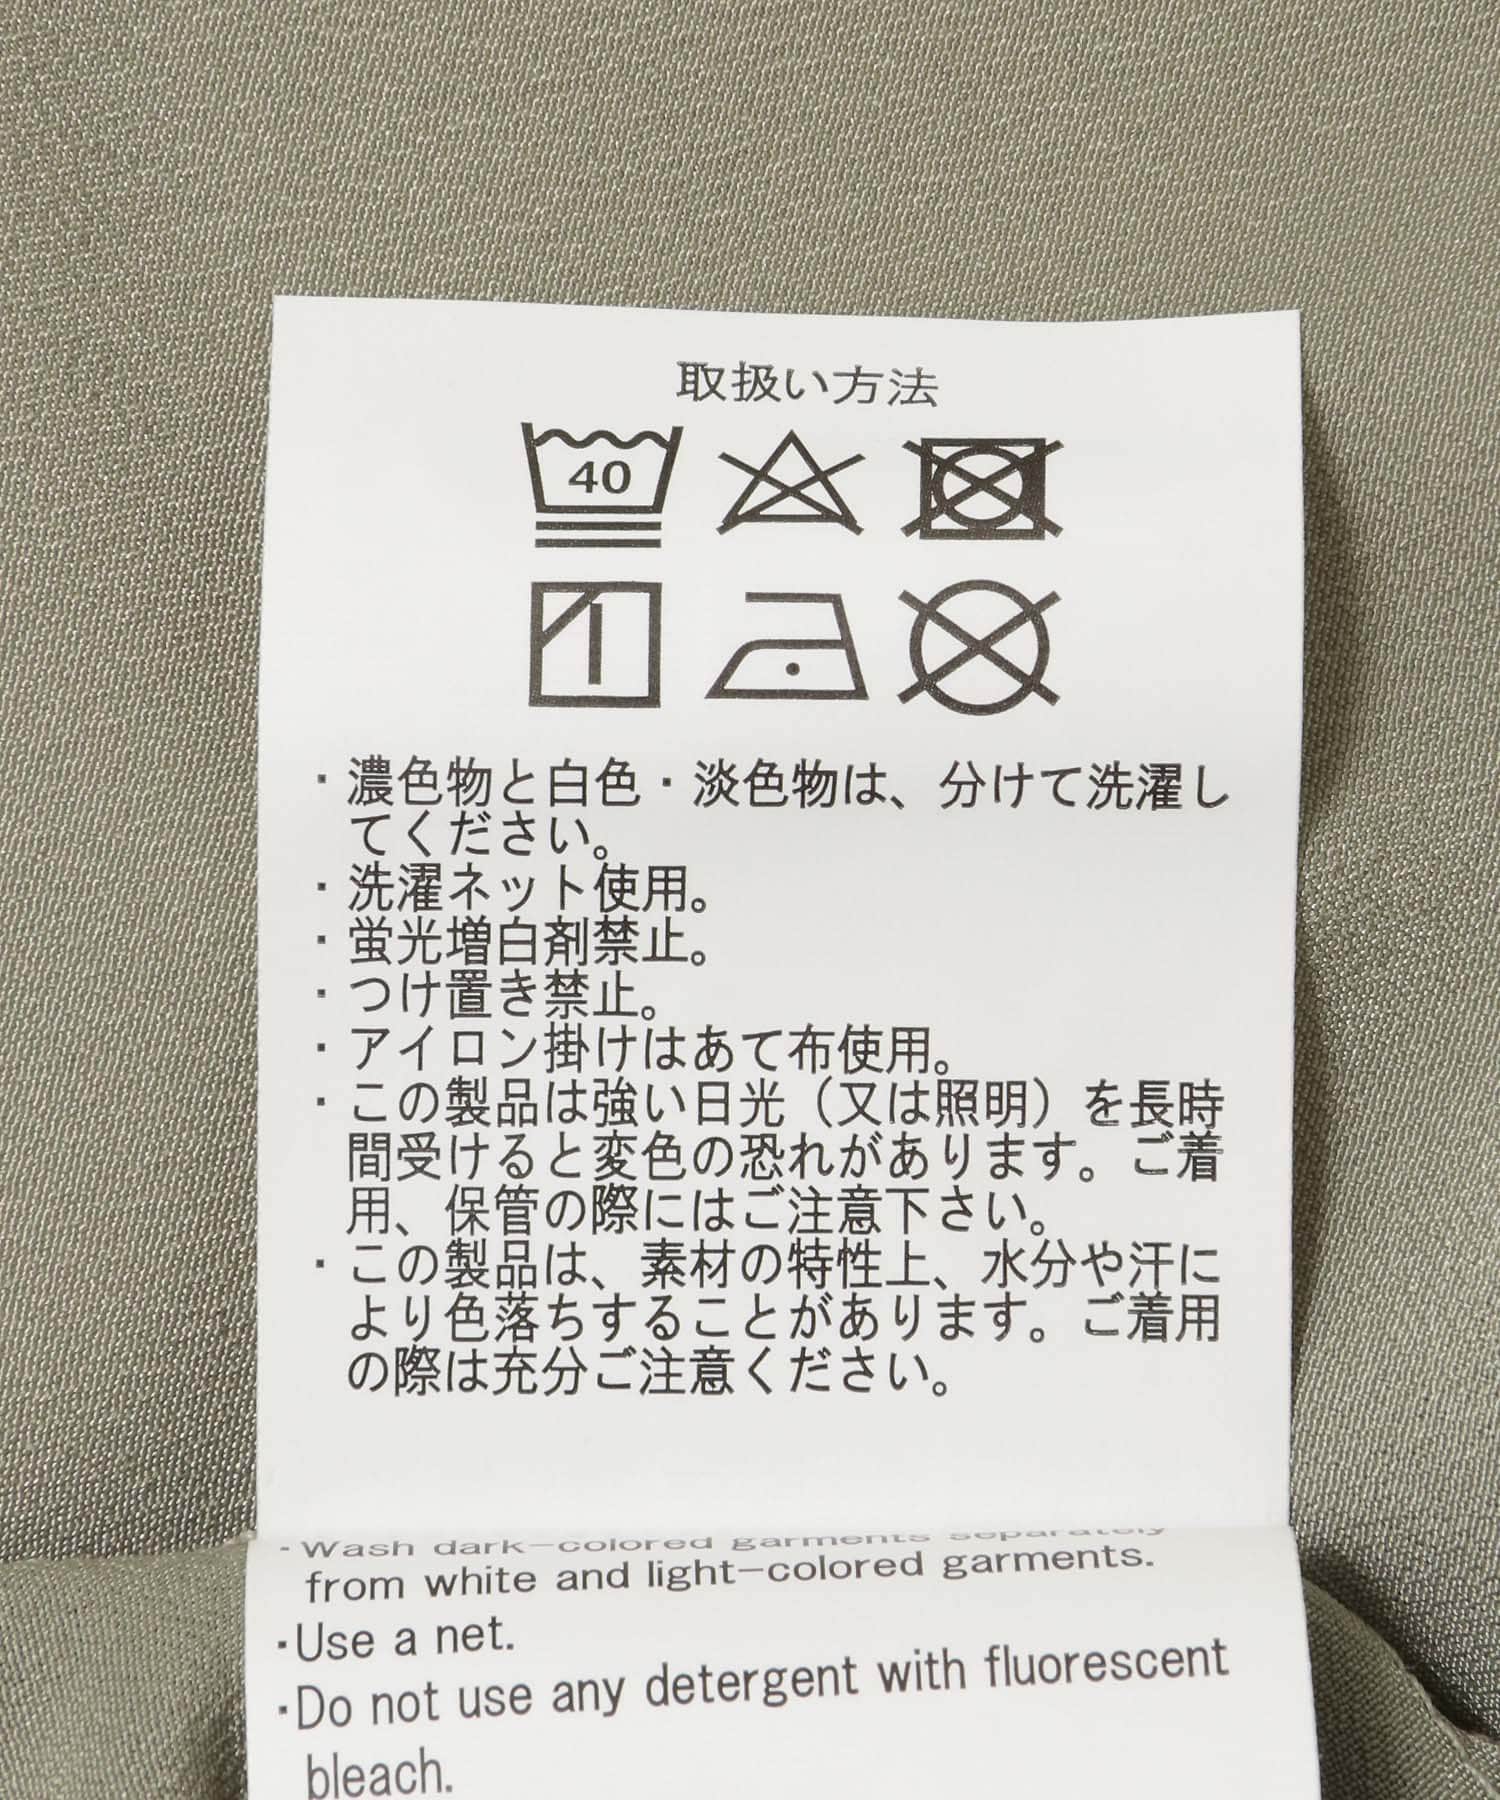 取扱い方法
40
・濃色物と白色・淡色物は、分けて洗濯し
てください。
・洗濯ネット使用。
・蛍光増白剤禁止。
・つけ置き禁止。
・アイロン掛けはあて布使用。
・この製品は強い日光（又は照明）を長時
間受けると変色の恐れがあります。ご着
用、保管の際にはご注意下さい。
・この製品は、素材の特性上、水分や汗に
より色落ちすることがあります。ご着用
の際は充分ご注意ください。
・Wash dark-colored garments separately
from white and light-colored garments.
・Use a net.
・Do not use any detergent with fluorescent
bleach.